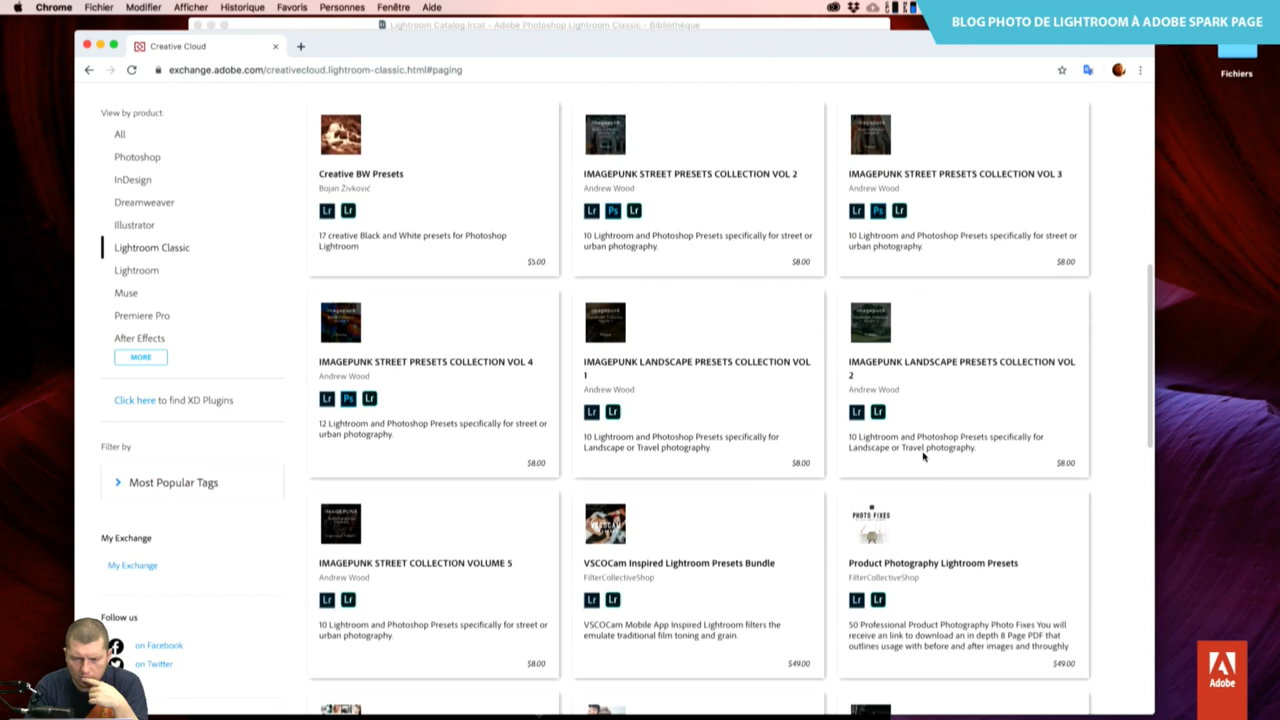 Chrome Fichier Modifier Afficher Historique Favoris Personnes Fenêtre Aide
BLOG PHOTO DE LIGHTROOM À ADOBE SPARK PAGE
Lightroom Catalog.lrcat - Adobe Photoshop Lightroom Classic - Bibliothèque
Creative Cloud
exchange.adobe.com/creativecloud.lightroom-classic.html#paging
Fichiers
View by product:
All
Photoshop
InDesign
Dreamweaver
Illustrator
Lightroom Classic
Lightroom
Muse
Premiere Pro
After Effects
MORE
Click here to find XD Plugins
Filter by
Most Popular Tags
My Exchange
My Exchange
Follow us
on Facebook
on Twitter
Creative BW Presets
Bojan Živković
Lr Lr
17 creative Black and White presets for Photoshop
Lightroom
$5.00
IMAGEPUNK STREET PRESETS COLLECTION VOL 2
Andrew Wood
Lr Ps Lr
10 Lightroom and Photoshop Presets specifically for street or
urban photography.
$8.00
IMAGEPUNK STREET PRESETS COLLECTION VOL 3
Andrew Wood
Lr Ps Lr
10 Lightroom and Photoshop Presets specifically for street or
urban photography.
$8.00
IMAGEPUNK STREET PRESETS COLLECTION VOL 4
Andrew Wood
Lr Ps Lr
12 Lightroom and Photoshop Presets specifically for street or
urban photography.
$8.00
IMAGEPUNK LANDSCAPE PRESETS COLLECTION VOL
1
Andrew Wood
Lr Lr
10 Lightroom and Photoshop Presets specifically for
Landscape or Travel photography.
$8.00
IMAGEPUNK LANDSCAPE PRESETS COLLECTION VOL
2
Andrew Wood
Lr Lr
10 Lightroom and Photoshop Presets specifically for
Landscape or Travel photography.
$8.00
IMAGEPUNK STREET COLLECTION VOLUME 5
Andrew Wood
Lr Lr
10 Lightroom and Photoshop Presets specifically for street or
urban photography.
$8.00
VSCOCAM
VSCOCam Inspired Lightroom Presets Bundle
FilterCollectiveShop
Lr Lr
VSCOCam Mobile App Inspired Lightroom filters the
emulate traditional film toning and grain.
$49.00
PHOTO FIXES
Product Photography Lightroom Presets
FilterCollectiveShop
Lr Lr
50 Professional Product Photography Photo Fixes You will
receive an link to download an in depth 8 Page PDF that
outlines usage with before and after images and throughly
$49.00
Adobe